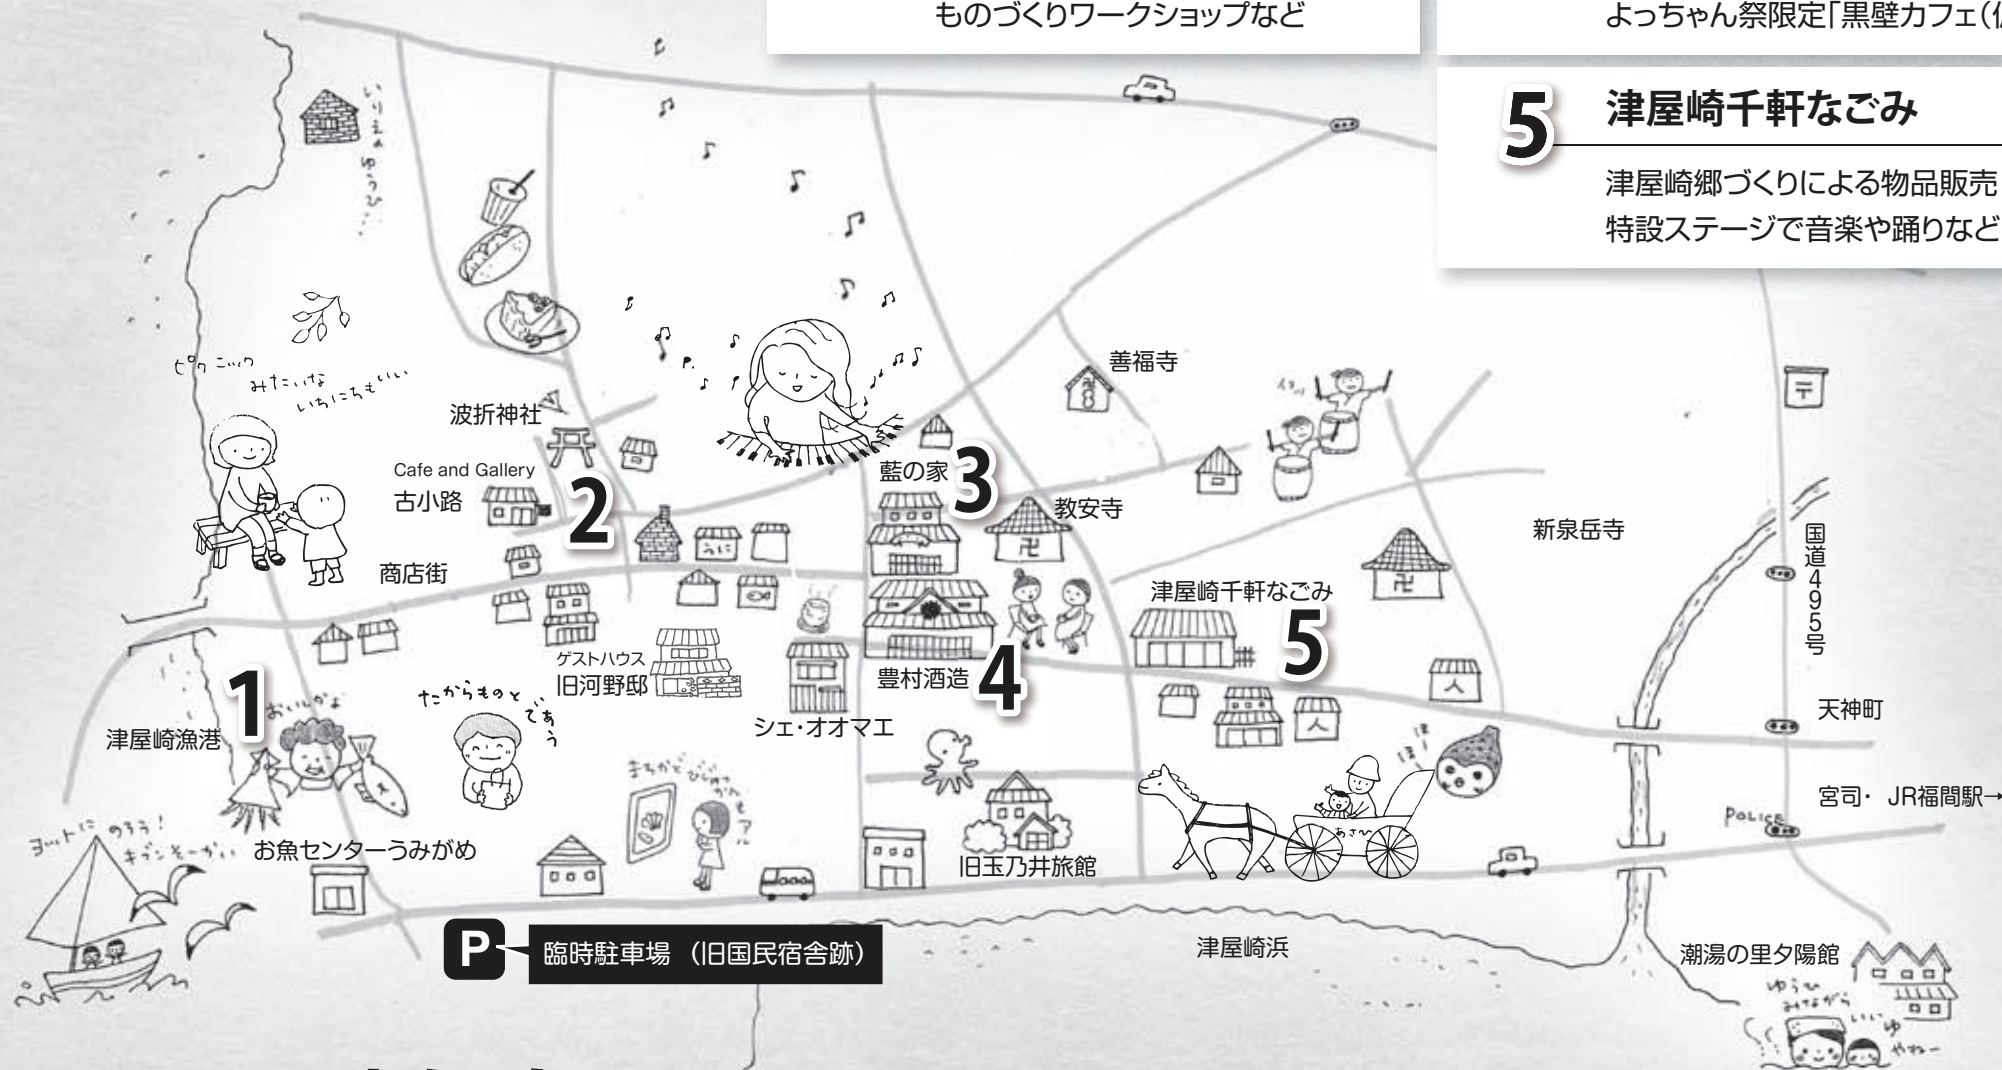 ものづくりワークショップなど
よっちゃん祭限定「黒壁カフェ(
5
津屋崎千軒なごみ
津屋崎郷づくりによる物品販売
特設ステージで音楽や踊りなど
いりえの
ゆうひ…
ピクニック
みたいな
いちにちもいい
波折神社
Cafe and Gallery
古小路
2
商店街
うに
藍の家
3
教安寺
善福寺
新泉岳寺
国道495号
〒
津屋崎千軒なごみ
5
豊村酒造
4
シェ・オオマエ
ゲストハウス
旧河野邸
1
おいしかよ
津屋崎漁港
たからものと
であう
天神町
宮司・JR福間駅→
POLICE
ほー
ほー
あさひ
まちかどびじゅつ
かんもアル
ヨットに のろう!
キブンそーかい
お魚センターうみがめ
旧玉乃井旅館
P
臨時駐車場 (旧国民宿舎跡)
津屋崎浜
潮湯の里夕陽館
ゆうひ
みながら
いいゆ
やねー